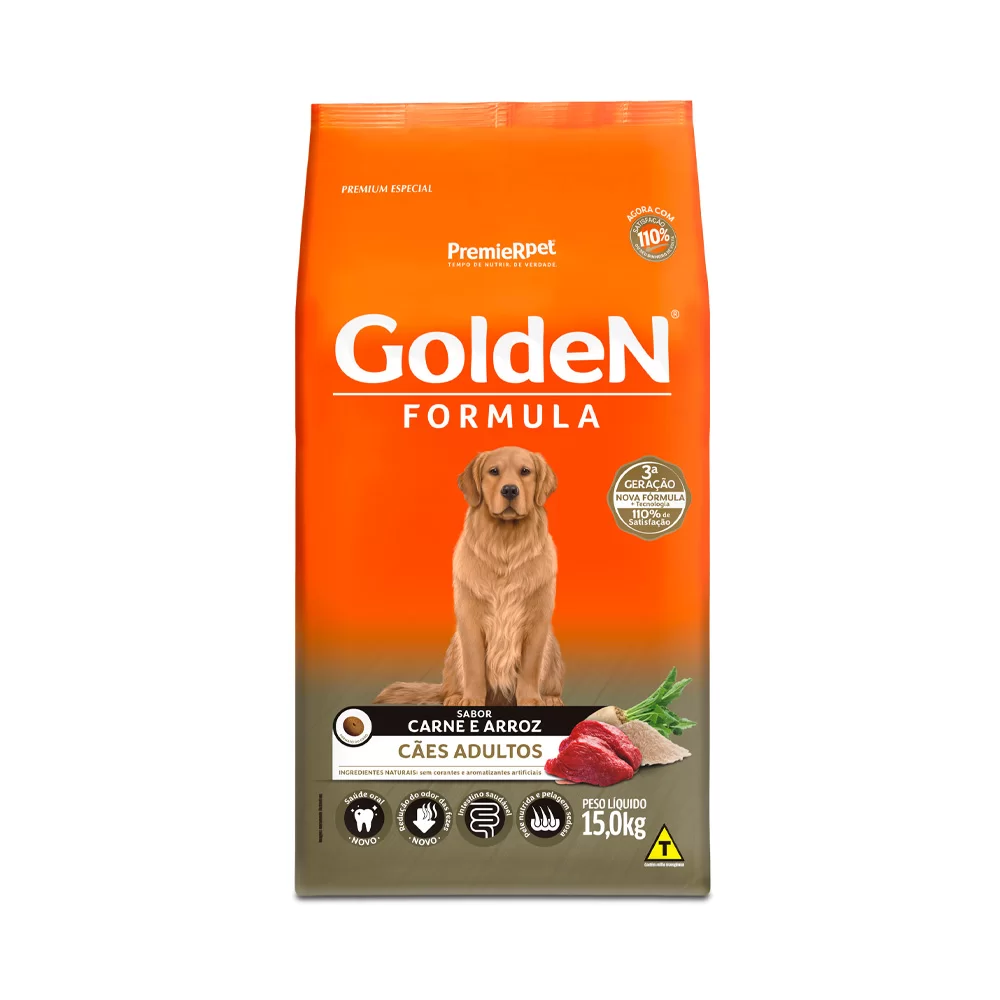 PREMIUM ESPECIAL
AGORA COM
SATISFAÇÃO
110%
PremieRpet®
TEMPO DE NUTRIR. DE VERDADE.
GoldeN®
FORMULA
3ª
GERAÇÃO
NOVA FÓRMULA
+ Tecnologia
110% de
Satisfação
SABOR
CARNE E ARROZ
CÃES ADULTOS
INGREDIENTES NATURAIS: sem corantes e aromatizantes artificiais
Saúde oral
NOVO
Redução do odor das fezes
NOVO
Intestino saudável
Pele nutrida e pelagem sedosa
PESO LÍQUIDO
15,0kg
T